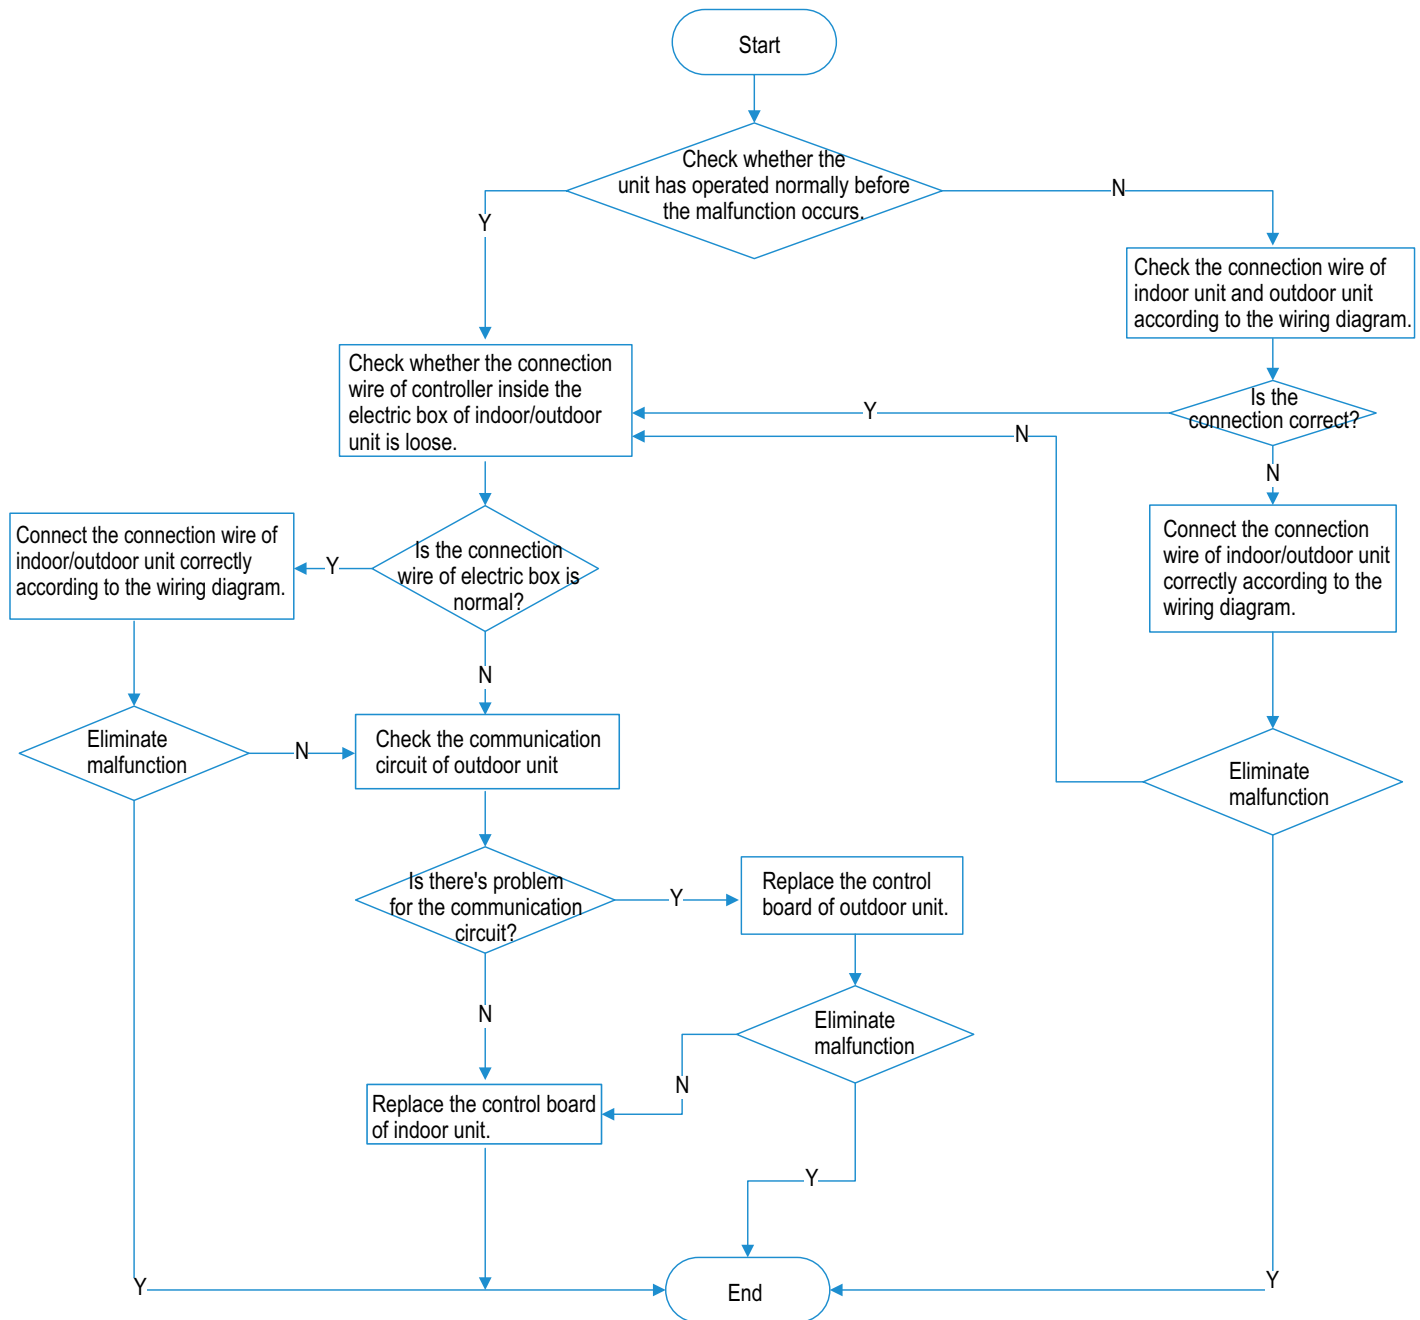 Start
Check whether the
unit has operated normally before
the malfunction occurs.
N
Y
Check the connection wire of
indoor unit and outdoor unit
according to the wiring diagram.
Check whether the connection
wire of controller inside the
electric box of indoor/outdoor
unit is loose.
Y
Is the
connection correct?
N
N
Connect the connection wire of
indoor/outdoor unit correctly
according to the wiring diagram.
Y
Is the connection
wire of electric box is
normal?
Connect the connection
wire of indoor/outdoor unit
correctly according to the
wiring diagram.
N
Eliminate
malfunction
N
Check the communication
circuit of outdoor unit
Eliminate
malfunction
Is there's problem
for the communication
circuit?
Y
Replace the control
board of outdoor unit.
N
Eliminate
malfunction
N
Replace the control board
of indoor unit.
Y
Y
End
Y